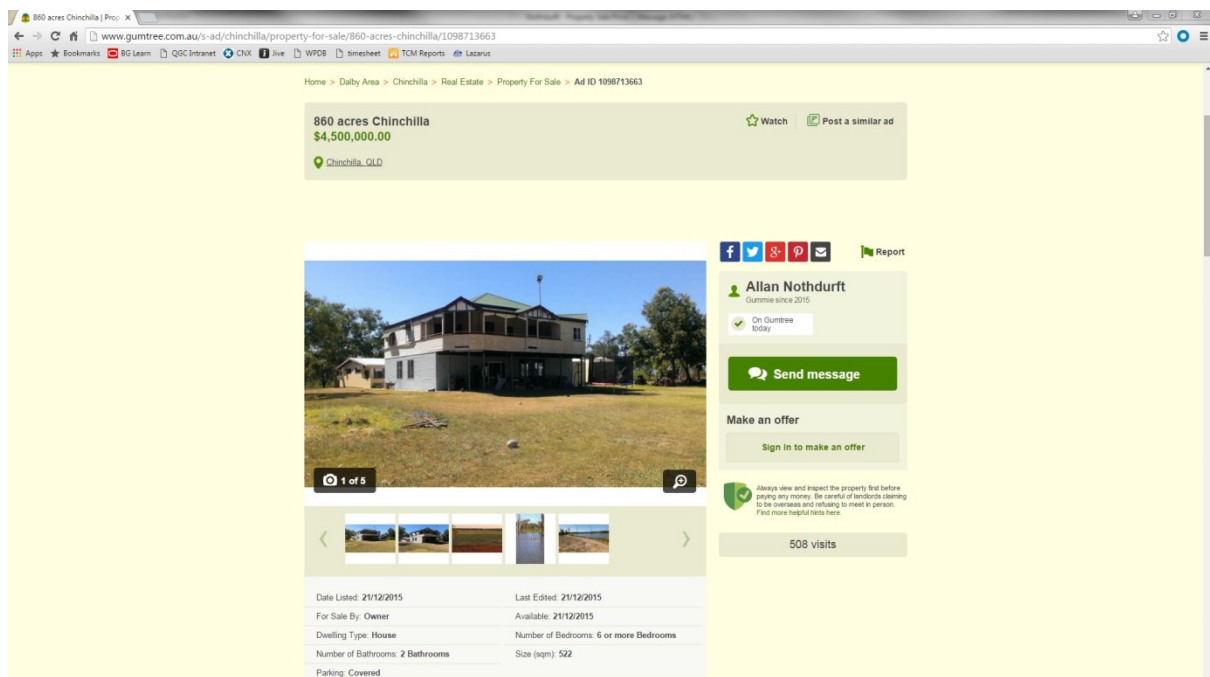 860 acres Chinchilla | Prop
www.gumtree.com.au/s-ad/chinchilla/property-for-sale/860-acres-chinchilla/1098713663
Apps Bookmarks BG Learn QGC Intranet CNX Jive WPDB timesheet TCM Reports Lazarus
Home > Dalby Area > Chinchilla > Real Estate > Property For Sale > Ad ID 1098713663
860 acres Chinchilla
Watch
Post a similar ad
$4,500,000.00
Chinchilla, QLD
Report
Allan Nothdurft
Gummie since 2015
On Gumtree
today
Send message
Make an offer
Sign in to make an offer
1 of 5
Always view and inspect the property first before
paying any money. Be careful of landlords claiming
to be overseas and refusing to meet in person.
Find more helpful hints here.
508 visits
Date Listed: 21/12/2015
Last Edited: 21/12/2015
For Sale By: Owner
Available: 21/12/2015
Dwelling Type: House
Number of Bedrooms: 6 or more Bedrooms
Number of Bathrooms: 2 Bathrooms
Size (sqm): 522
Parking: Covered